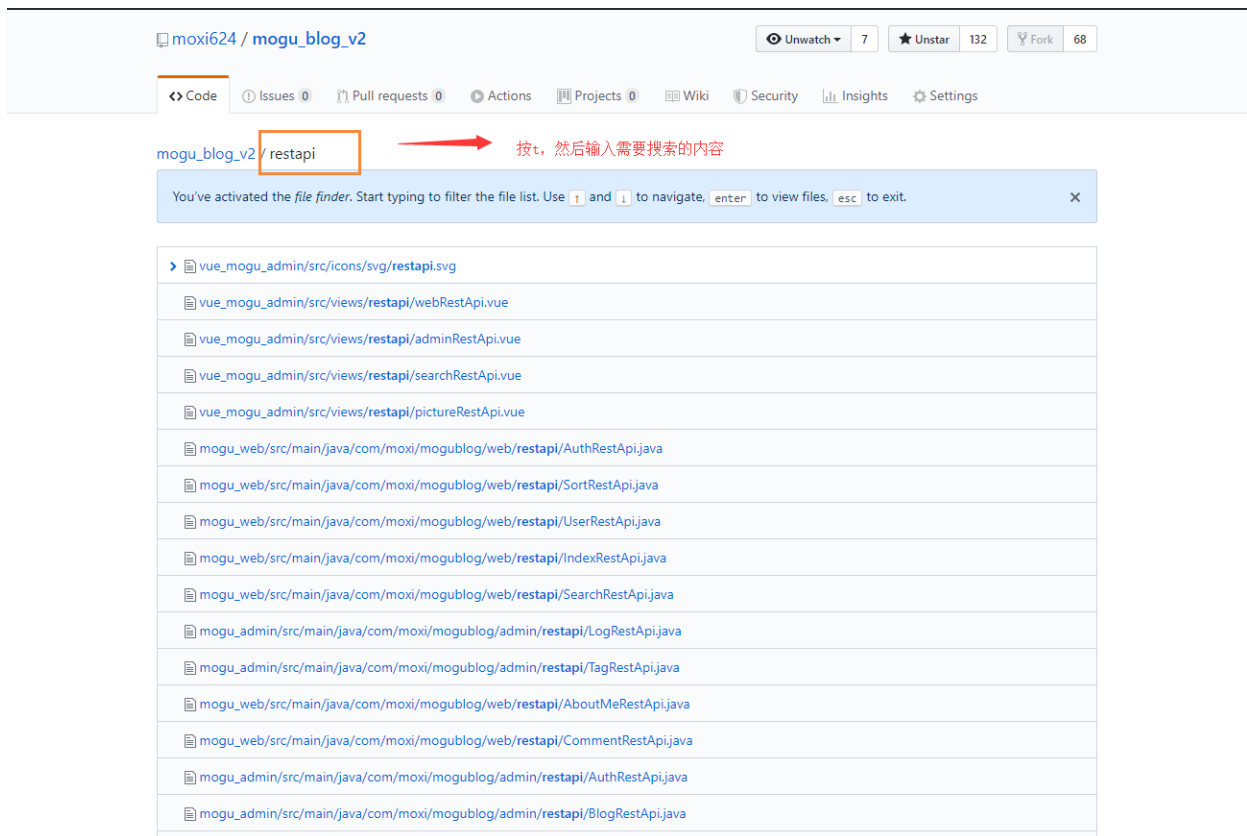 moxi624 / mogu_blog_v2
Unwatch 7 Unstar 132 Fork 68
Code Issues 0 Pull requests 0 Actions Projects 0 Wiki Security Insights Settings
mogu_blog_v2 / restapi 按t，然后输入需要搜索的内容
You've activated the file finder. Start typing to filter the file list. Use ↑ and ↓ to navigate, enter to view files, esc to exit.
vue_mogu_admin/src/icons/svg/restapi.svg
vue_mogu_admin/src/views/restapi/webRestApi.vue
vue_mogu_admin/src/views/restapi/adminRestApi.vue
vue_mogu_admin/src/views/restapi/searchRestApi.vue
vue_mogu_admin/src/views/restapi/pictureRestApi.vue
mogu_web/src/main/java/com/moxi/mogublog/web/restapi/AuthRestApi.java
mogu_web/src/main/java/com/moxi/mogublog/web/restapi/SortRestApi.java
mogu_web/src/main/java/com/moxi/mogublog/web/restapi/UserRestApi.java
mogu_web/src/main/java/com/moxi/mogublog/web/restapi/IndexRestApi.java
mogu_web/src/main/java/com/moxi/mogublog/web/restapi/SearchRestApi.java
mogu_admin/src/main/java/com/moxi/mogublog/admin/restapi/LogRestApi.java
mogu_admin/src/main/java/com/moxi/mogublog/admin/restapi/TagRestApi.java
mogu_web/src/main/java/com/moxi/mogublog/web/restapi/AboutMeRestApi.java
mogu_web/src/main/java/com/moxi/mogublog/web/restapi/CommentRestApi.java
mogu_admin/src/main/java/com/moxi/mogublog/admin/restapi/AuthRestApi.java
mogu_admin/src/main/java/com/moxi/mogublog/admin/restapi/BlogRestApi.java